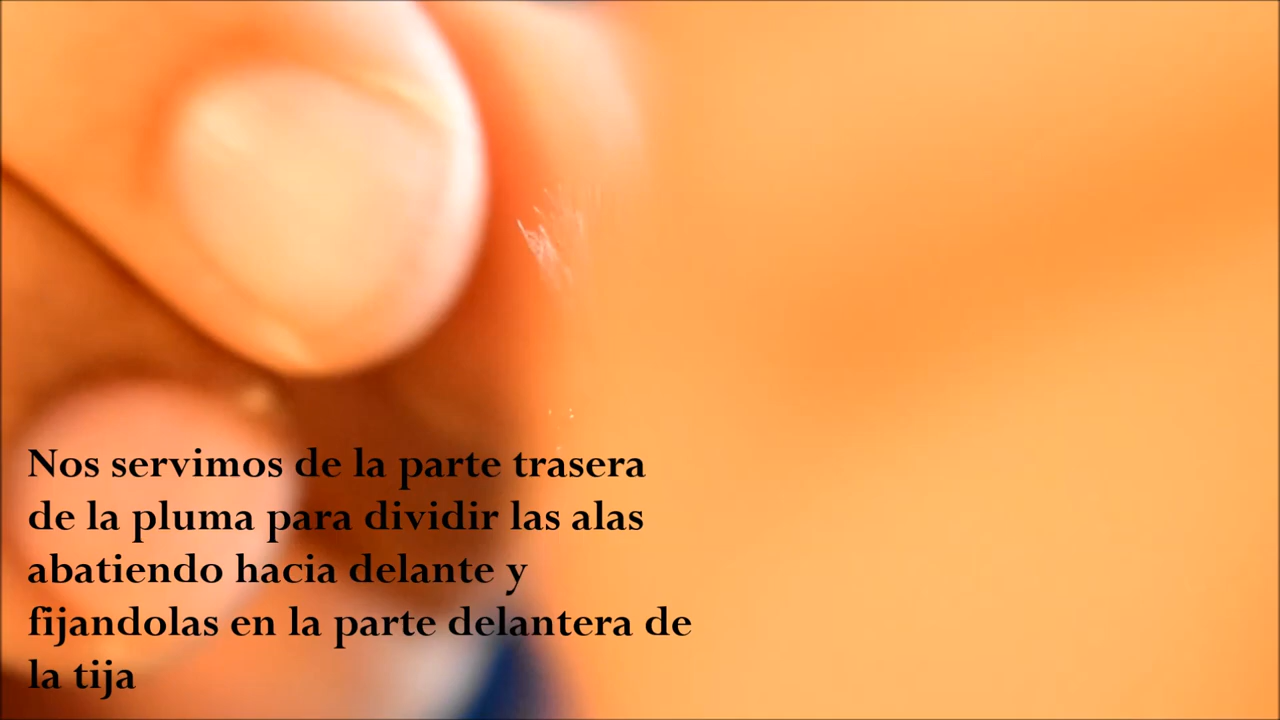 Nos servimos de la parte trasera
de la pluma para dividir las alas
abatiendo hacia delante y
fijandolas en la parte delantera de
la tija